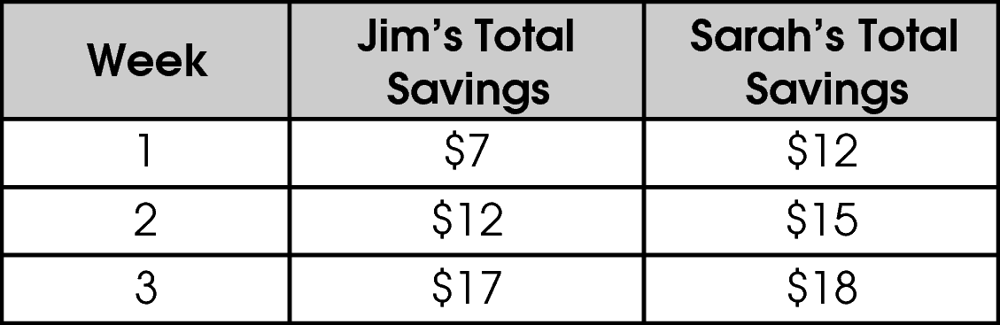 Week
Jim’s Total
Savings
Sarah’s Total
Savings
1 $7 $12
2 $12 $15
3 $17 $18